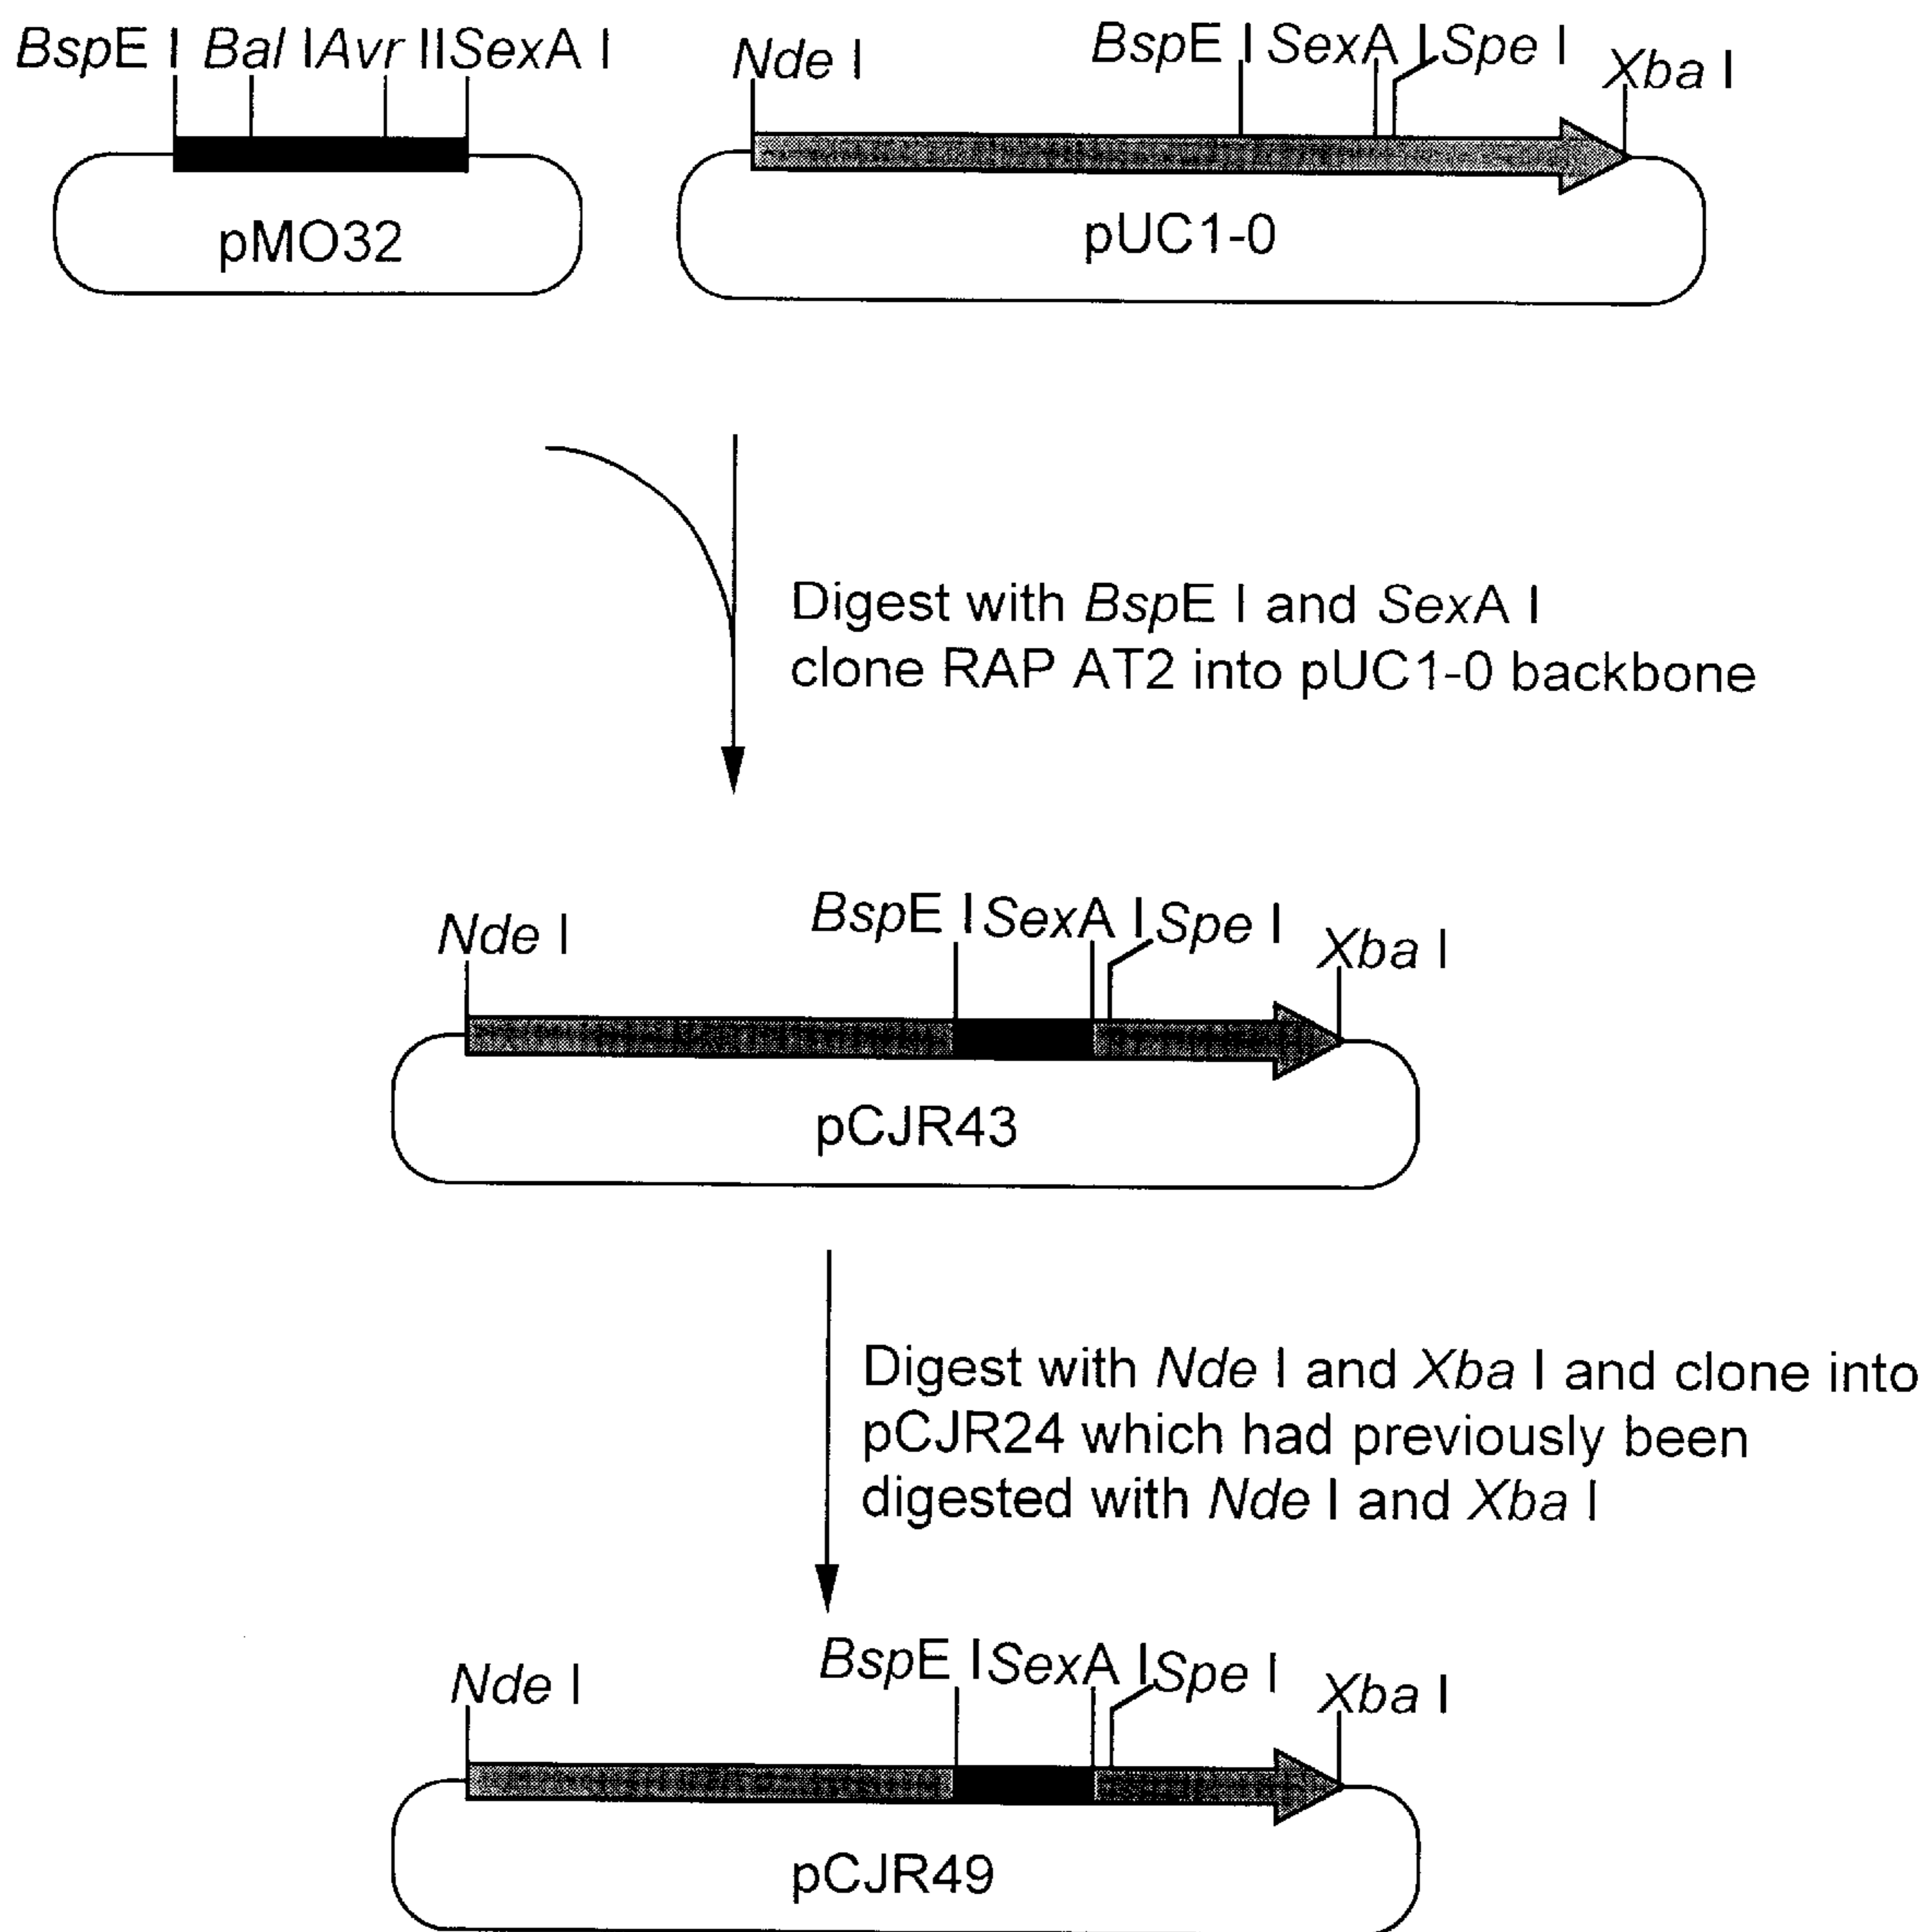 BspE I Bal I Avr II SexA I
Nde I
BspE I SexA I Spe I
Xba I
pMO32
pUC1-0
Digest with BspE I and SexA I
clone RAP AT2 into pUC1-0 backbone
Nde I
BspE I SexA I Spe I
Xba I
pCJR43
Digest with Nde I and Xba I and clone into
pCJR24 which had previously been
digested with Nde I and Xba I
Nde I
BspE I SexA I Spe I
Xba I
pCJR49